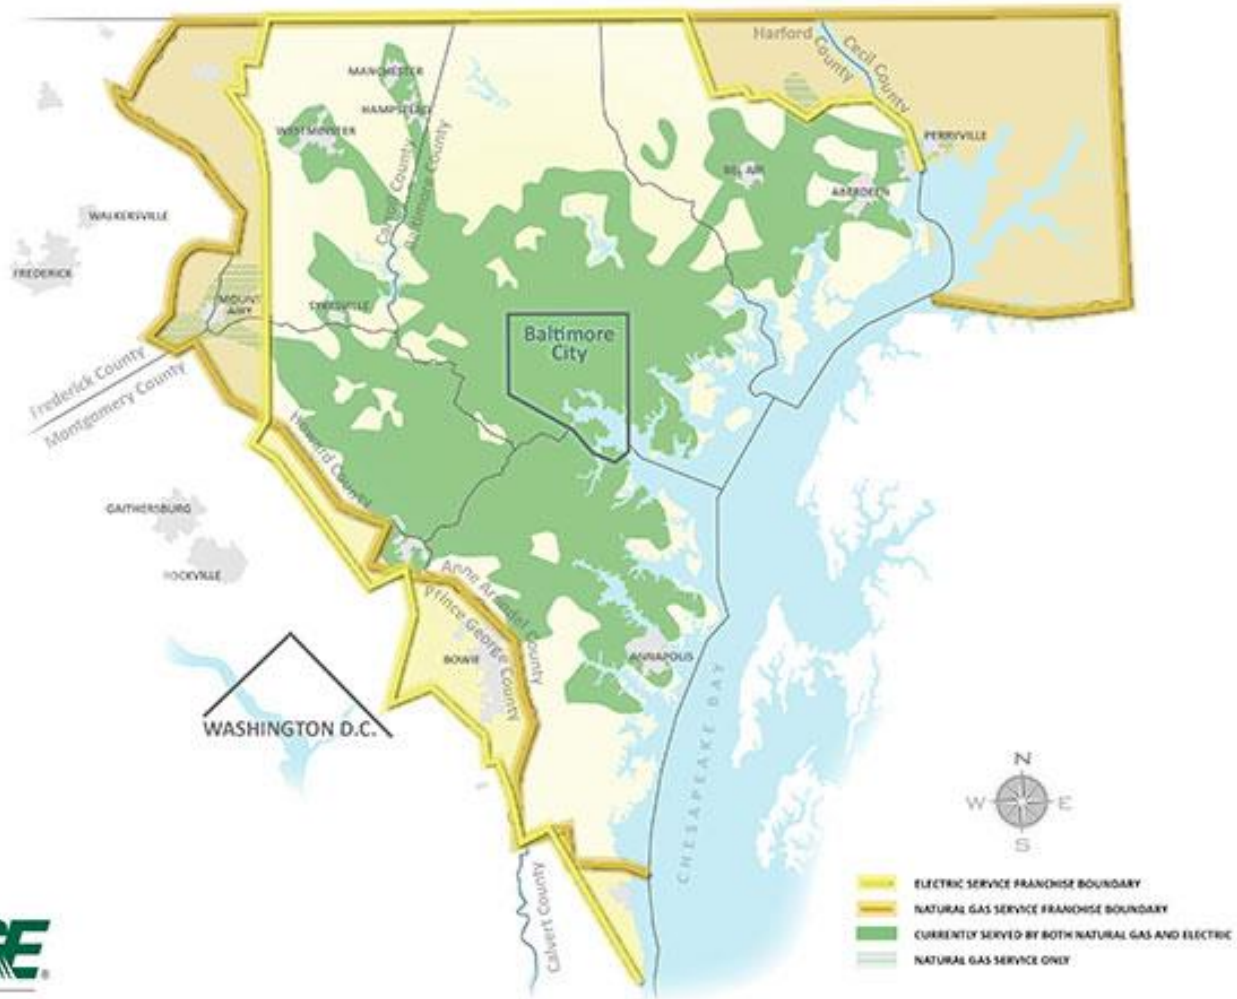 Harford
County
Cecil County
MANCHESTER
HAMPSTEAD
WESTMINSTER
PERRYVILLE
BEL AIR
ABERDEEN
Carroll County
Baltimore County
WALKERSVILLE
FREDERICK
MOUNT
AIRY
SYKESVILLE
Baltimore
City
Frederick County
Montgomery County
Howard County
GAITHERSBURG
ROCKVILLE
Anne Arundel County
Prince George County
BOWIE
ANNAPOLIS
WASHINGTON D.C.
CHESAPEAKE BAY
Calvert County
N
W E
S
ELECTRIC SERVICE FRANCHISE BOUNDARY
NATURAL GAS SERVICE FRANCHISE BOUNDARY
CURRENTLY SERVED BY BOTH NATURAL GAS AND ELECTRIC
NATURAL GAS SERVICE ONLY
E®